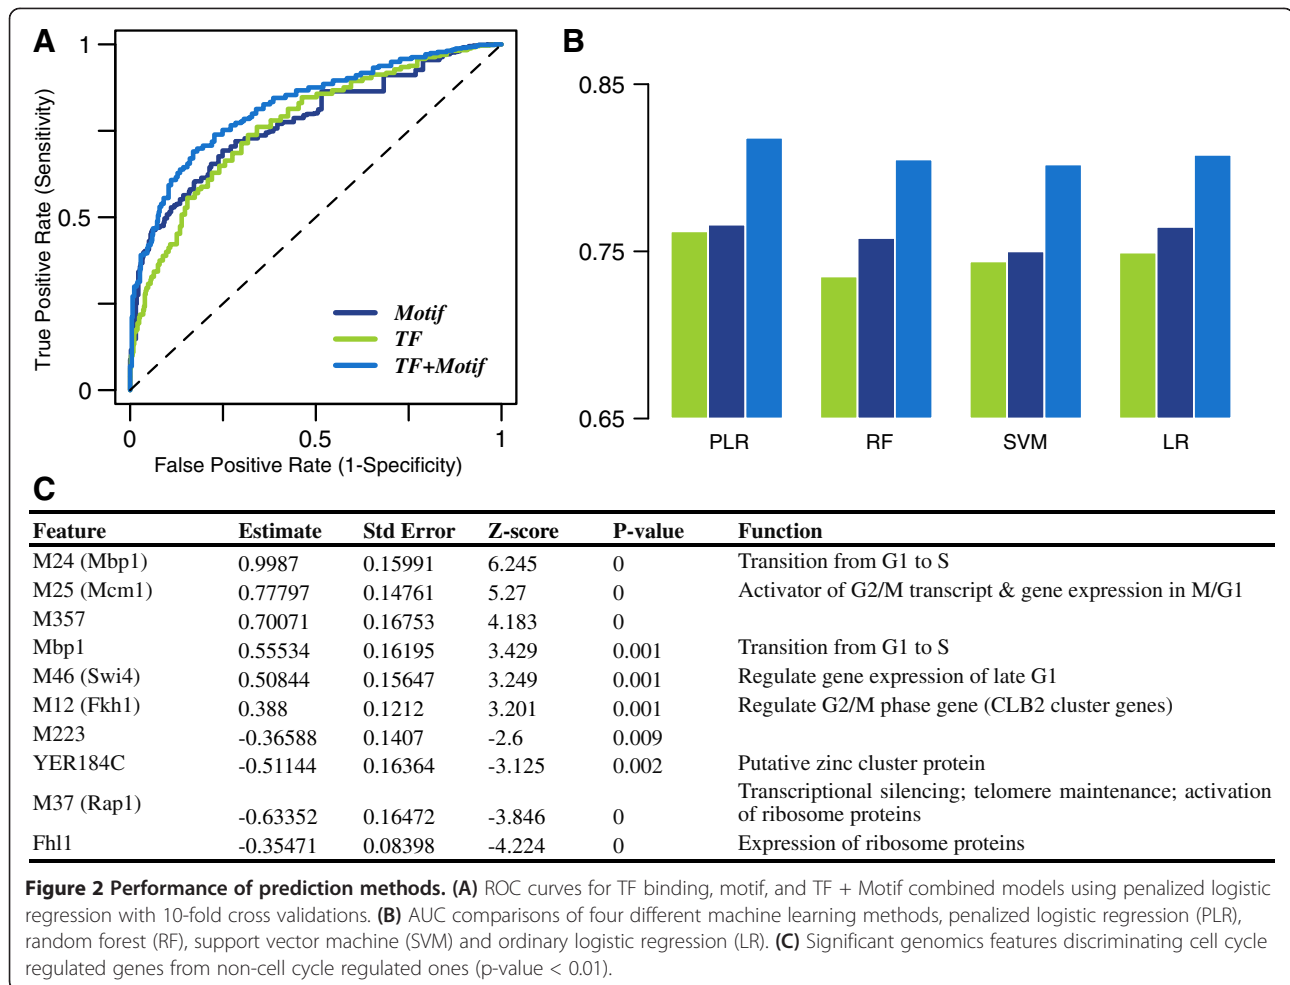 A
True Positive Rate (Sensitivity)
1
0.5
0
Motif
TF
TF+Motif
0
0.5
1
False Positive Rate (1-Specificity)
B
0.85
0.75
0.65
PLR
RF
SVM
LR
C
Feature Estimate Std Error Z-score P-value Function
M24 (Mbp1) 0.9987 0.15991 6.245 0 Transition from G1 to S
M25 (Mcm1) 0.77797 0.14761 5.27 0 Activator of G2/M transcript & gene expression in M/G1
M357 0.70071 0.16753 4.183 0
Mbp1 0.55534 0.16195 3.429 0.001 Transition from G1 to S
M46 (Swi4) 0.50844 0.15647 3.249 0.001 Regulate gene expression of late G1
M12 (Fkh1) 0.388 0.1212 3.201 0.001 Regulate G2/M phase gene (CLB2 cluster genes)
M223 -0.36588 0.1407 -2.6 0.009
YER184C -0.51144 0.16364 -3.125 0.002 Putative zinc cluster protein
M37 (Rap1) -0.63352 0.16472 -3.846 0 Transcriptional silencing; telomere maintenance; activation
of ribosome proteins
Fhl1 -0.35471 0.08398 -4.224 0 Expression of ribosome proteins
Figure 2 Performance of prediction methods. (A) ROC curves for TF binding, motif, and TF + Motif combined models using penalized logistic
regression with 10-fold cross validations. (B) AUC comparisons of four different machine learning methods, penalized logistic regression (PLR),
random forest (RF), support vector machine (SVM) and ordinary logistic regression (LR). (C) Significant genomics features discriminating cell cycle
regulated genes from non-cell cycle regulated ones (p-value < 0.01).